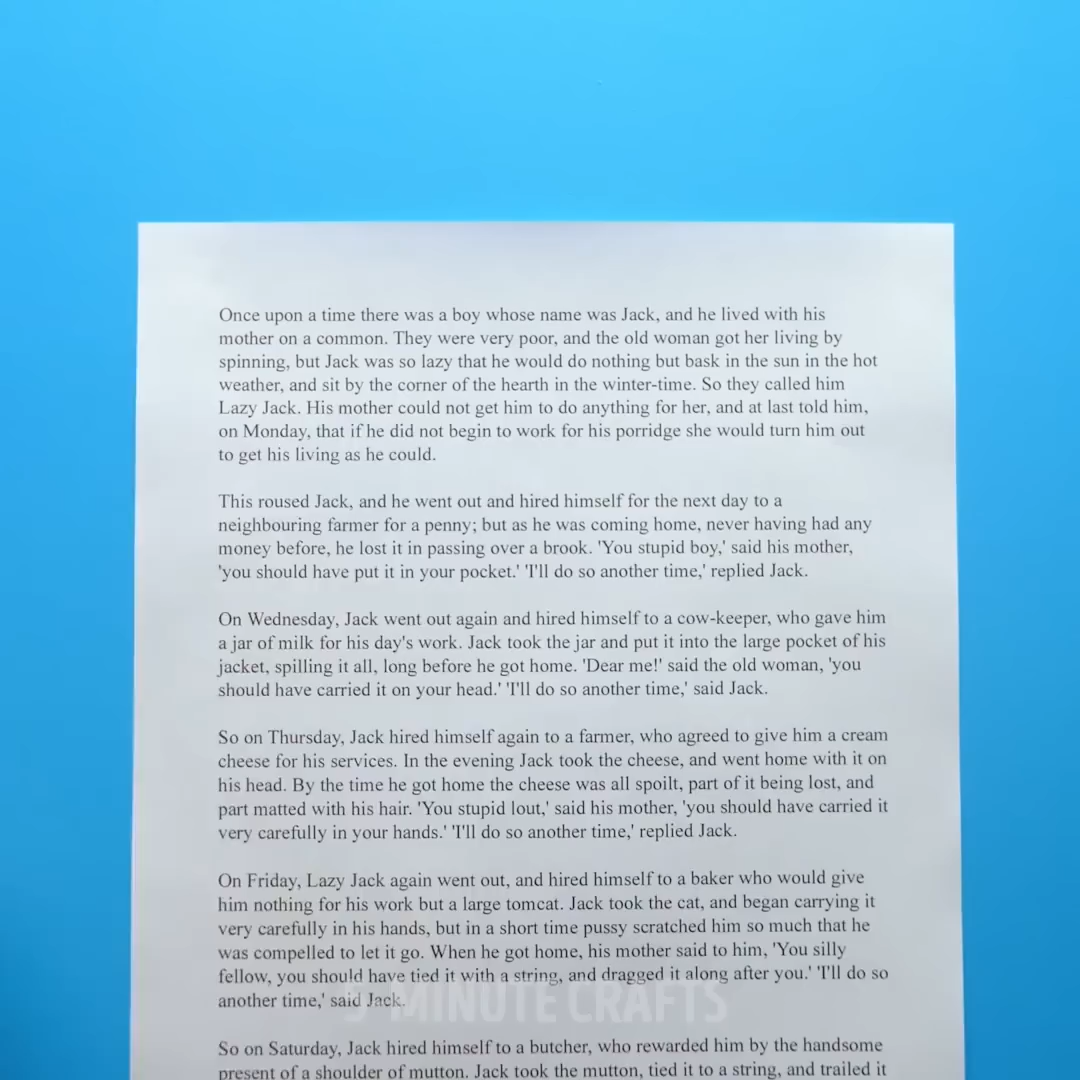 Once upon a time there was a boy whose name was Jack, and he lived with his
mother on a common. They were very poor, and the old woman got her living by
spinning, but Jack was so lazy that he would do nothing but bask in the sun in the hot
weather, and sit by the corner of the hearth in the winter-time. So they called him
Lazy Jack. His mother could not get him to do anything for her, and at last told him,
on Monday, that if he did not begin to work for his porridge she would turn him out
to get his living as he could.
This roused Jack, and he went out and hired himself for the next day to a
neighbouring farmer for a penny; but as he was coming home, never having had any
money before, he lost it in passing over a brook. 'You stupid boy,' said his mother,
'you should have put it in your pocket.' 'I'll do so another time,' replied Jack.
On Wednesday, Jack went out again and hired himself to a cow-keeper, who gave him
a jar of milk for his day's work. Jack took the jar and put it into the large pocket of his
jacket, spilling it all, long before he got home. 'Dear me!' said the old woman, 'you
should have carried it on your head.' 'I'll do so another time,' said Jack.
So on Thursday, Jack hired himself again to a farmer, who agreed to give him a cream
cheese for his services. In the evening Jack took the cheese, and went home with it on
his head. By the time he got home the cheese was all spoilt, part of it being lost, and
part matted with his hair. 'You stupid lout,' said his mother, 'you should have carried it
very carefully in your hands.' 'I'll do so another time,' replied Jack.
On Friday, Lazy Jack again went out, and hired himself to a baker who would give
him nothing for his work but a large tomcat. Jack took the cat, and began carrying it
very carefully in his hands, but in a short time pussy scratched him so much that he
was compelled to let it go. When he got home, his mother said to him, 'You silly
fellow, you should have tied it with a string, and dragged it along after you.' 'I'll do so
another time,' said Jack.
5-MINUTE CRAFTS
So on Saturday, Jack hired himself to a butcher, who rewarded him by the handsome
present of a shoulder of mutton. Jack took the mutton, tied it to a string, and trailed it